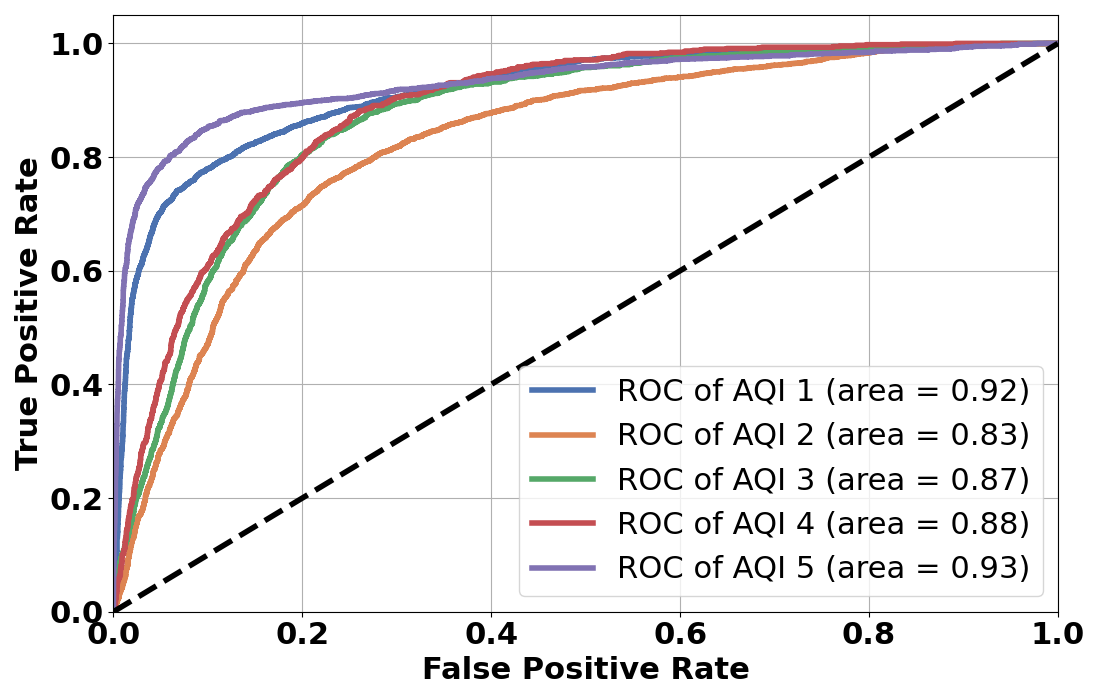 True Positive Rate
1.0
0.8
0.6
0.4
0.2
0.0
ROC of AQI 1 (area = 0.92)
ROC of AQI 2 (area = 0.83)
ROC of AQI 3 (area = 0.87)
ROC of AQI 4 (area = 0.88)
ROC of AQI 5 (area = 0.93)
0.0 0.2 0.4 0.6 0.8 1.0
False Positive Rate